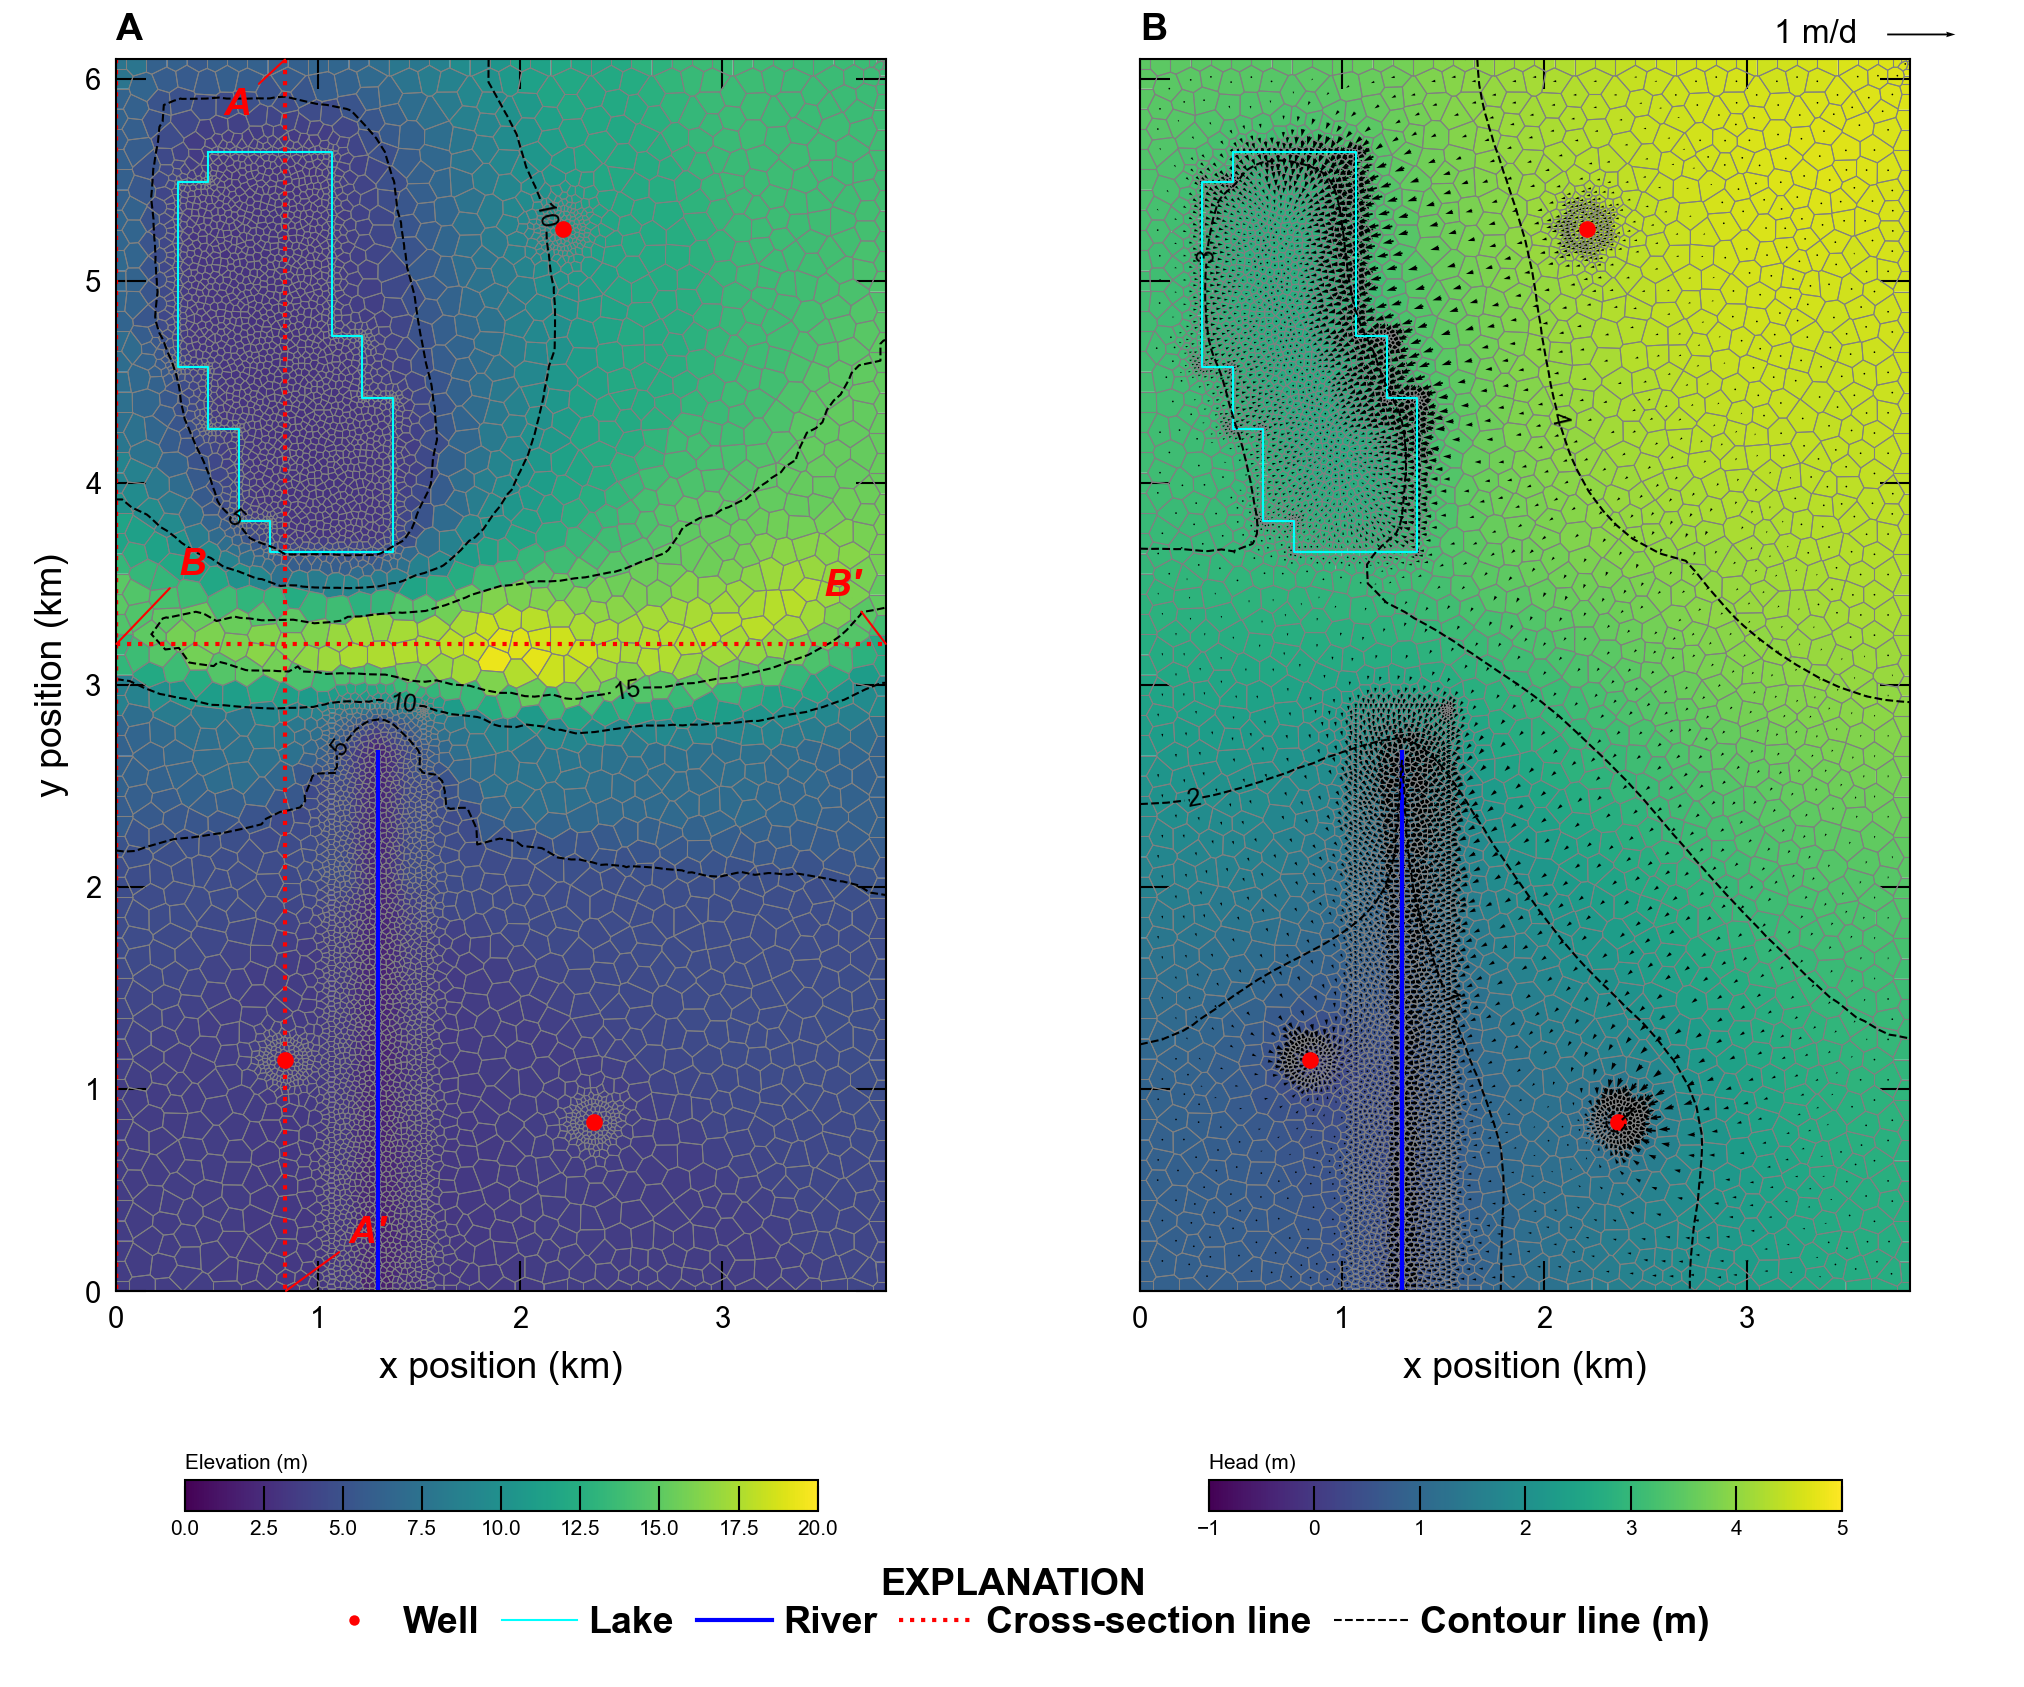 A
B
1 m/d
6
5
4
3
2
1
0
y position (km)
A
10
5
B
B'
15
10
5
A'
3
4
2
1
0
1
2
3
0
1
2
3
x position (km)
x position (km)
Elevation (m)
Head (m)
0.0
2.5
5.0
7.5
10.0
12.5
15.0
17.5
20.0
−1
0
1
2
3
4
5
EXPLANATION
Well
Lake
River
Cross-section line
Contour line (m)